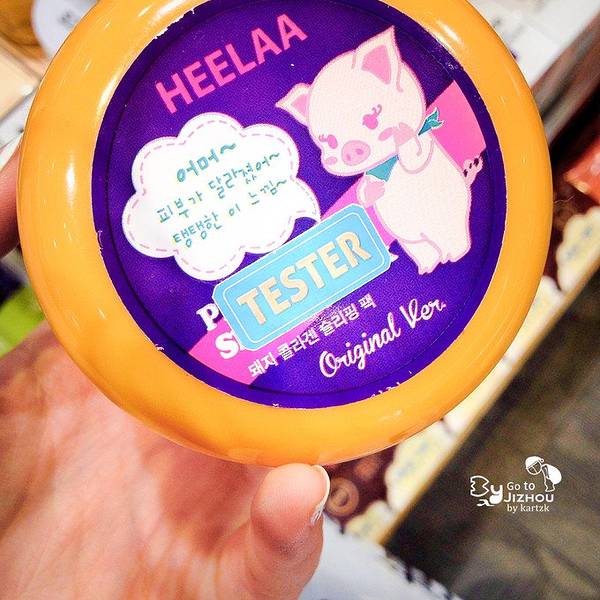 HEELAA
어머~
피부가 달라졌어~
탱탱한 이 느낌~
TESTER
돼지 콜라겐 슬리핑 팩
Original Ver.
By Go to
JIZHOU
by kartzk